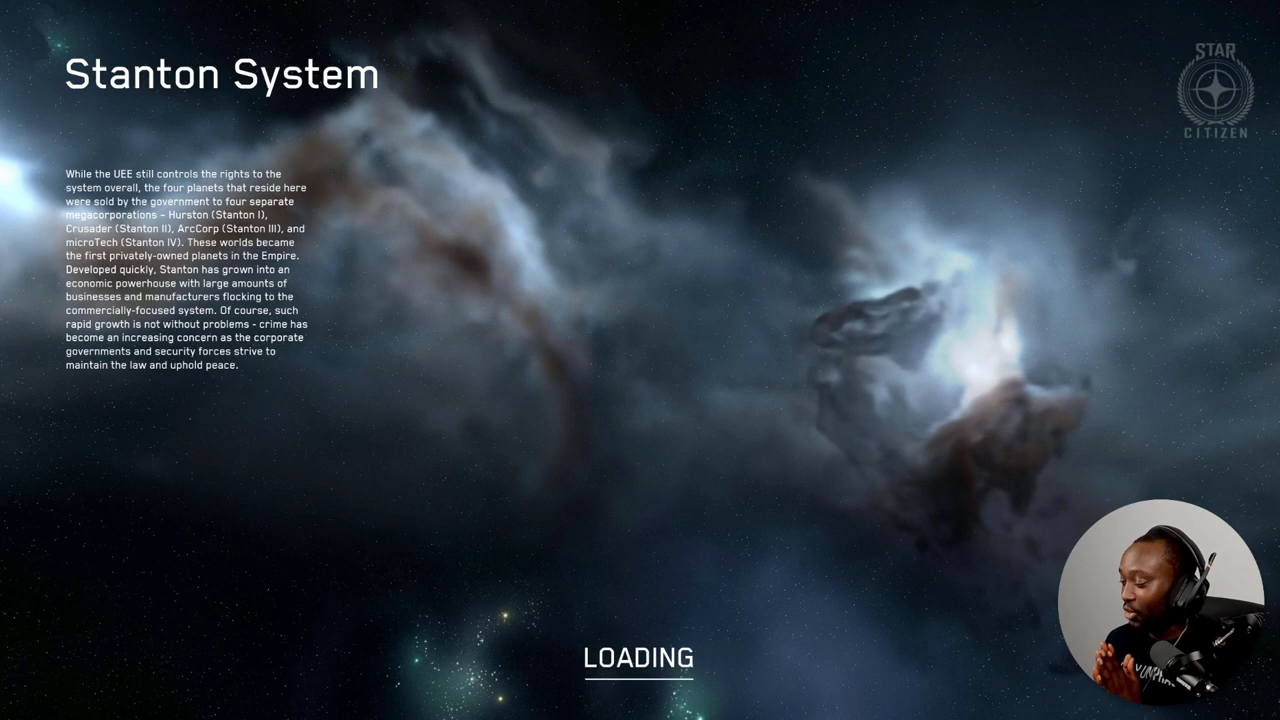 Stanton System
STAR
CITIZEN
While the UEE still controls the rights to the
system overall, the four planets that reside here
were sold by the government to four separate
megacorporations – Hurston (Stanton I),
Crusader (Stanton II), ArcCorp (Stanton III), and
microTech (Stanton IV). These worlds became
the first privately-owned planets in the Empire.
Developed quickly, Stanton has grown into an
economic powerhouse with large amounts of
businesses and manufacturers flocking to the
commercially-focused system. Of course, such
rapid growth is not without problems - crime has
become an increasing concern as the corporate
governments and security forces strive to
maintain the law and uphold peace.
LOADING